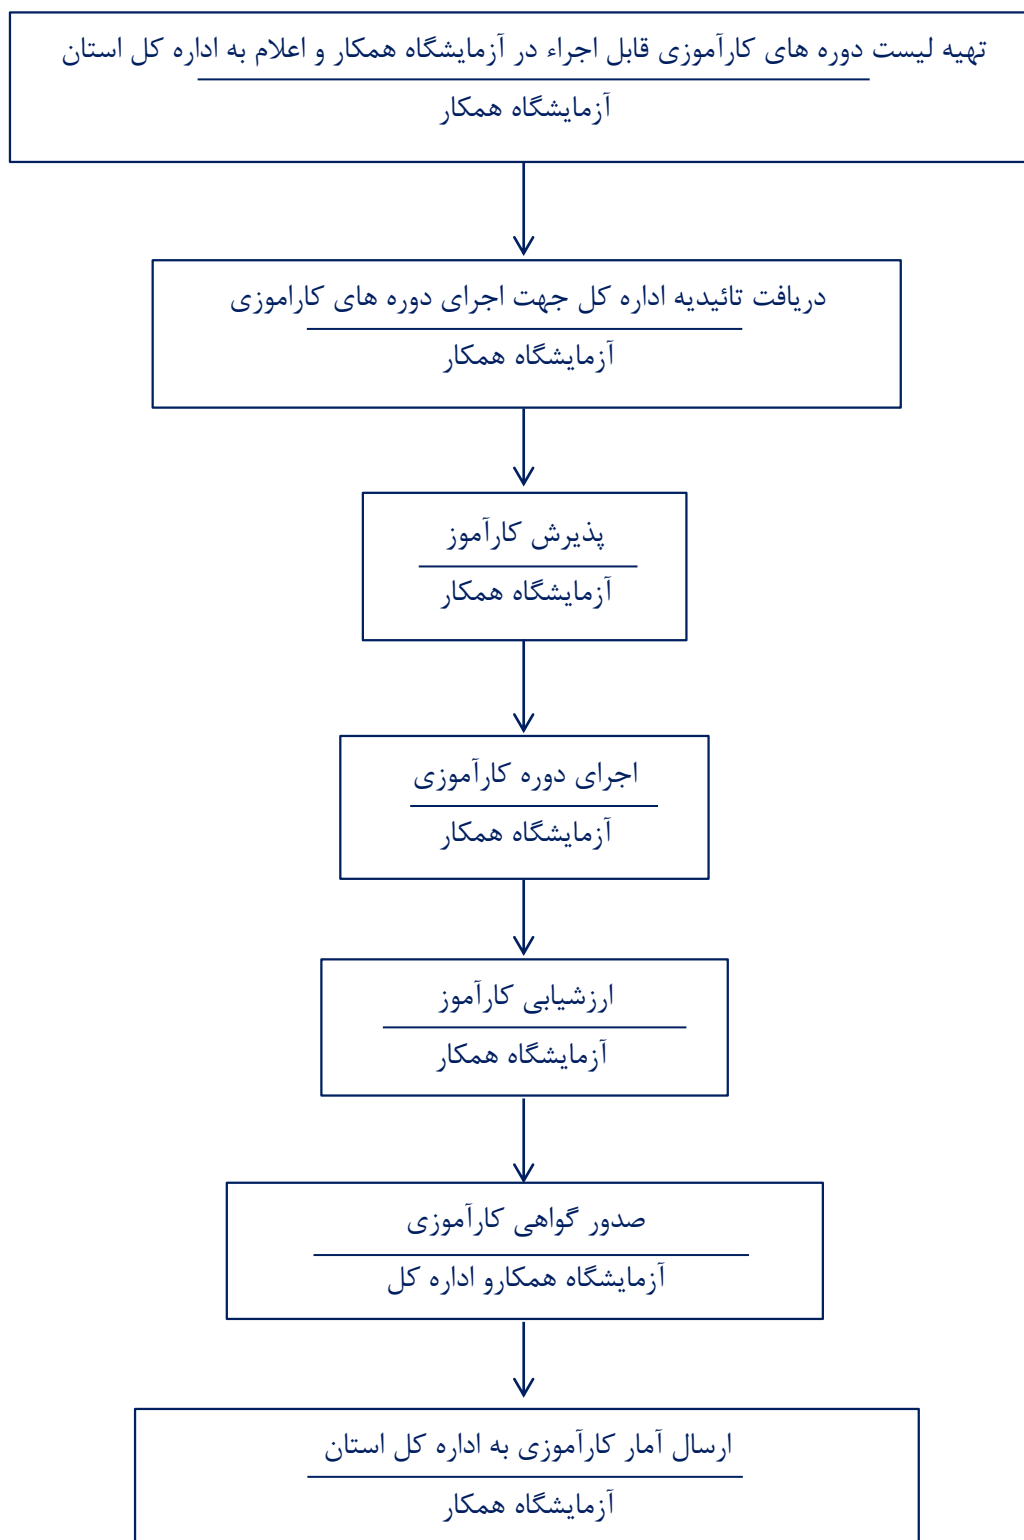 تهیه لیست دوره های کارآموزی قابل اجراء در آزمایشگاه همکار و اعلام به اداره کل استان
آزمایشگاه همکار
دریافت تائیدیه اداره کل جهت اجرای دوره های کاراموزی
آزمایشگاه همکار
پذیرش کارآموز
آزمایشگاه همکار
اجرای دوره کارآموزی
آزمایشگاه همکار
ارزشیابی کارآموز
آزمایشگاه همکار
صدور گواهی کارآموزی
آزمایشگاه همکارو اداره کل
ارسال آمار کارآموزی به اداره کل استان
آزمایشگاه همکار